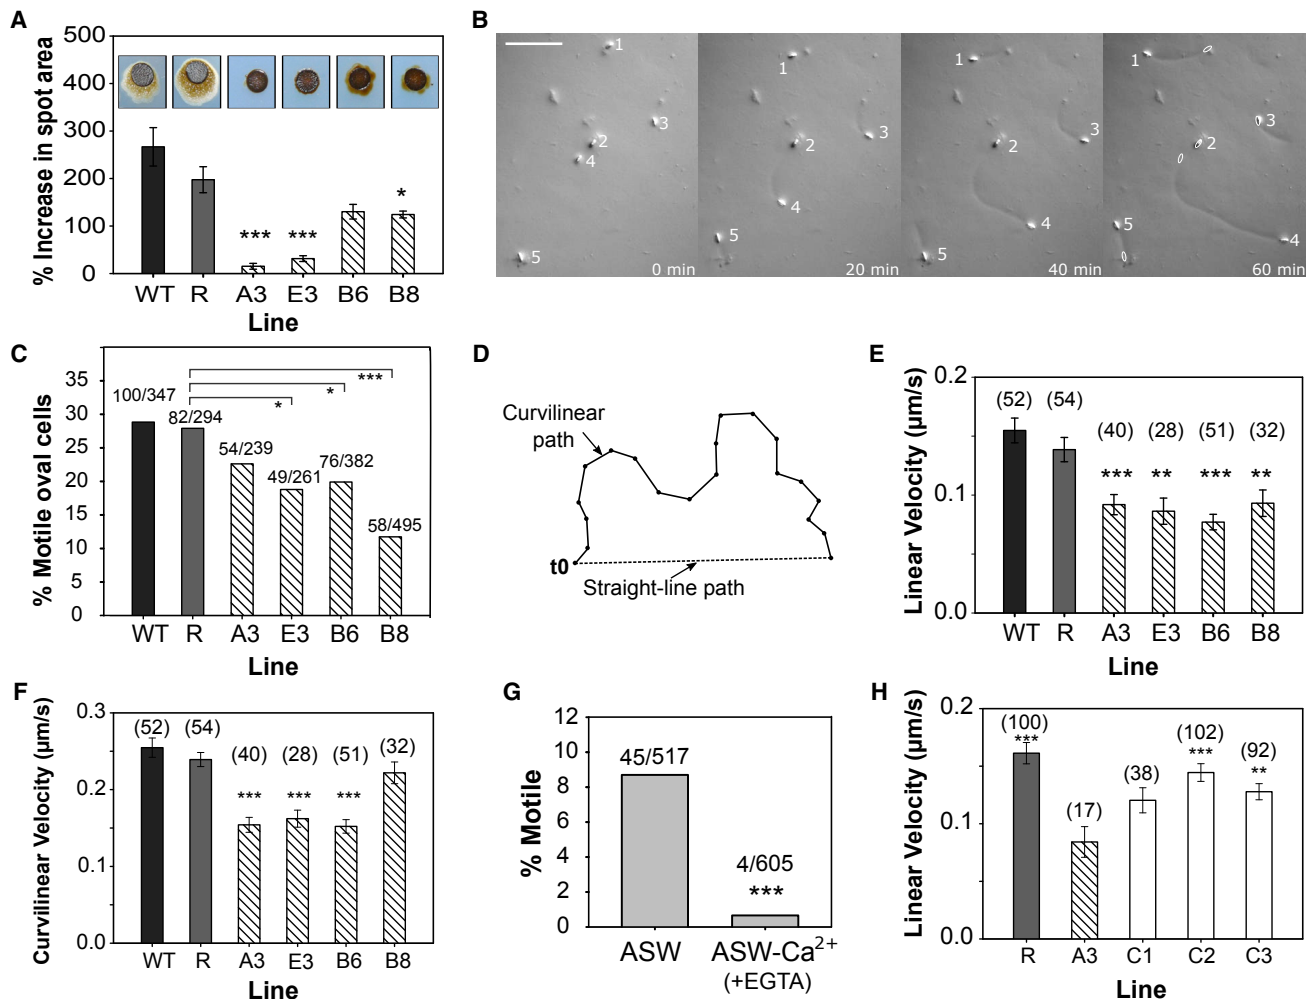 A
% Increase in spot area
500
400
300
200
100
0
***
***
*
WT R A3 E3 B6 B8
Line
B
1
2
3
4
5
0 min
1
2
3
4
5
20 min
1
2
3
4
5
40 min
1
2
3
4
5
60 min
C
% Motile oval cells
35
30
25
20
15
10
5
0
100/347
82/294
54/239
49/261
76/382
58/495
*
*
***
WT R A3 E3 B6 B8
Line
D
Curvilinear
path
t0
Straight-line path
E
Linear Velocity (µm/s)
0.2
0.1
0.0
(52) (54) (40) (28) (51) (32)
*** ** *** **
WT R A3 E3 B6 B8
Line
F
Curvilinear Velocity (µm/s)
0.3
0.2
0.1
0.0
(52) (54) (40) (28) (51) (32)
*** *** ***
WT R A3 E3 B6 B8
Line
G
% Motile
12
10
8
6
4
2
0
45/517
4/605
***
ASW ASW-Ca²⁺
(+EGTA)
H
Linear Velocity (µm/s)
0.2
0.1
0.0
(100) (17) (38) (102) (92)
*** *** **
R A3 C1 C2 C3
Line